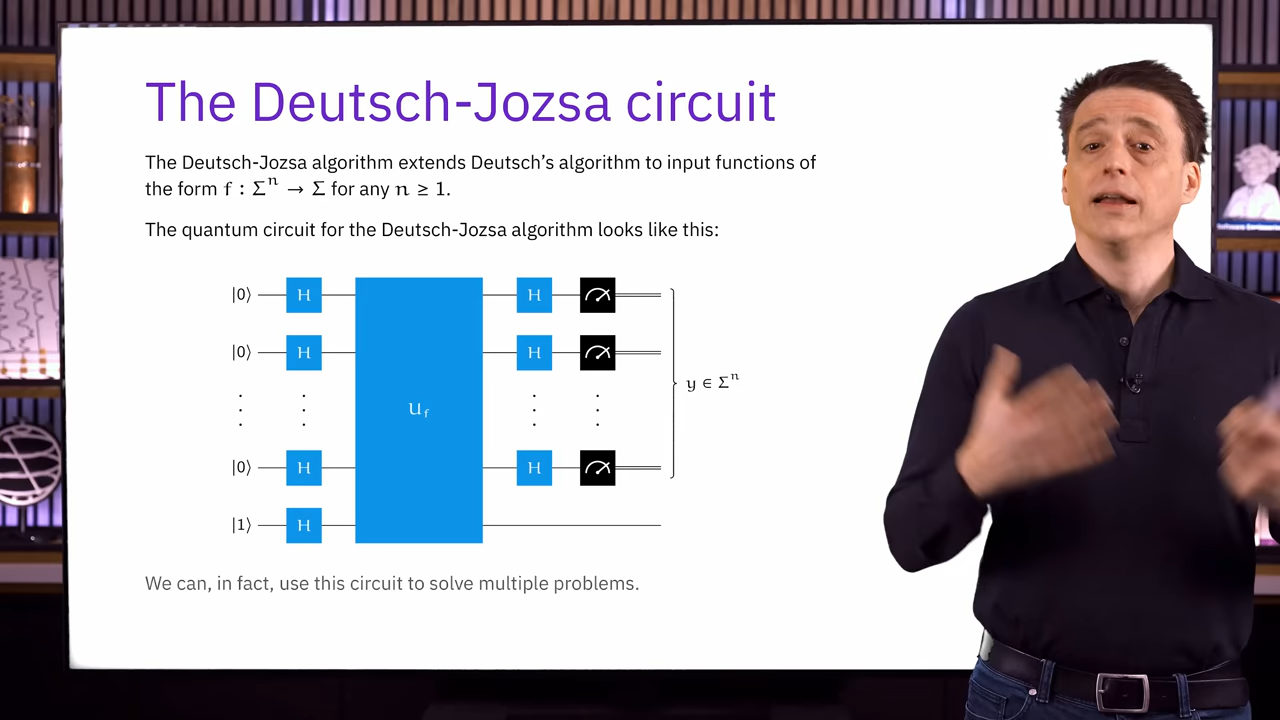 The Deutsch-Jozsa circuit
The Deutsch-Jozsa algorithm extends Deutsch’s algorithm to input functions of
the form f : Σⁿ → Σ for any n ≥ 1.
The quantum circuit for the Deutsch-Jozsa algorithm looks like this:
|0⟩ H H
|0⟩ H H
y ∈ Σⁿ
U_f
|0⟩ H H
|1⟩ H
We can, in fact, use this circuit to solve multiple problems.